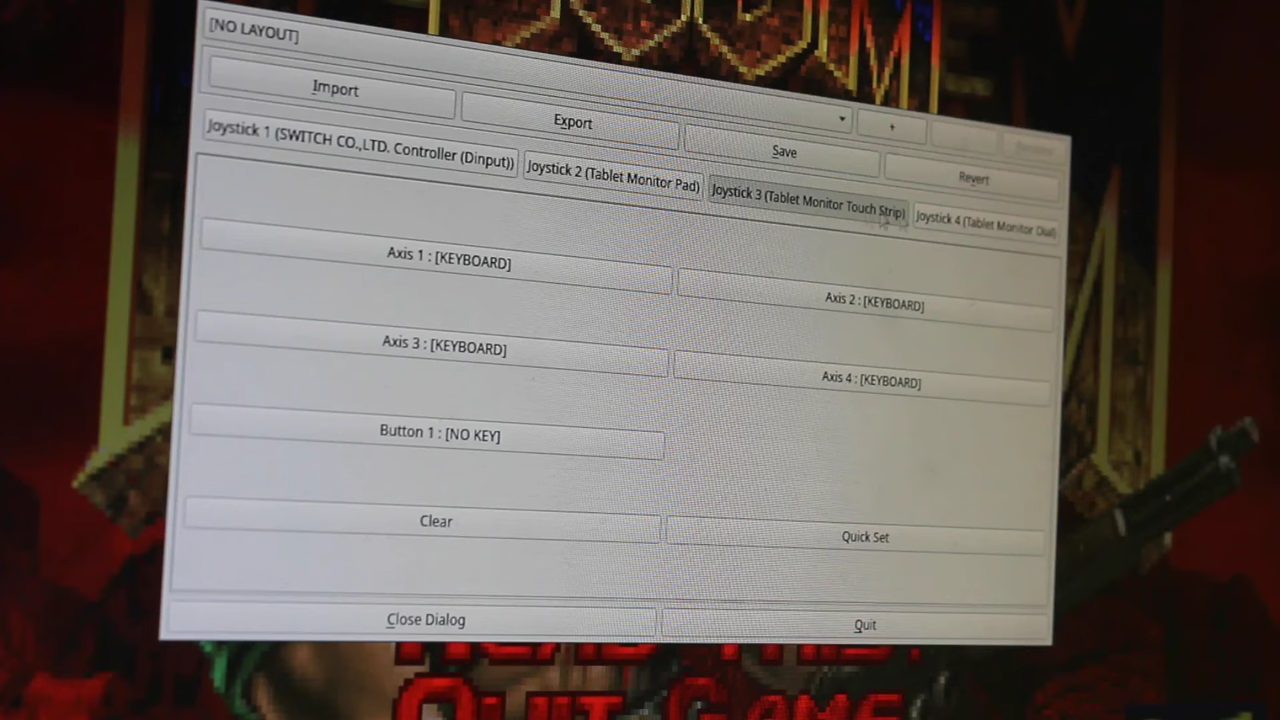 [NO LAYOUT]
+
Import
Export
Save
Revert
Joystick 1 (SWITCH CO.,LTD. Controller (Dinput))
Joystick 2 (Tablet Monitor Pad)
Joystick 3 (Tablet Monitor Touch Strip)
Joystick 4 (Tablet Monitor Dial)
Axis 1 : [KEYBOARD]
Axis 2 : [KEYBOARD]
Axis 3 : [KEYBOARD]
Axis 4 : [KEYBOARD]
Button 1 : [NO KEY]
Clear
Quick Set
Close Dialog
Quit
Quit Game